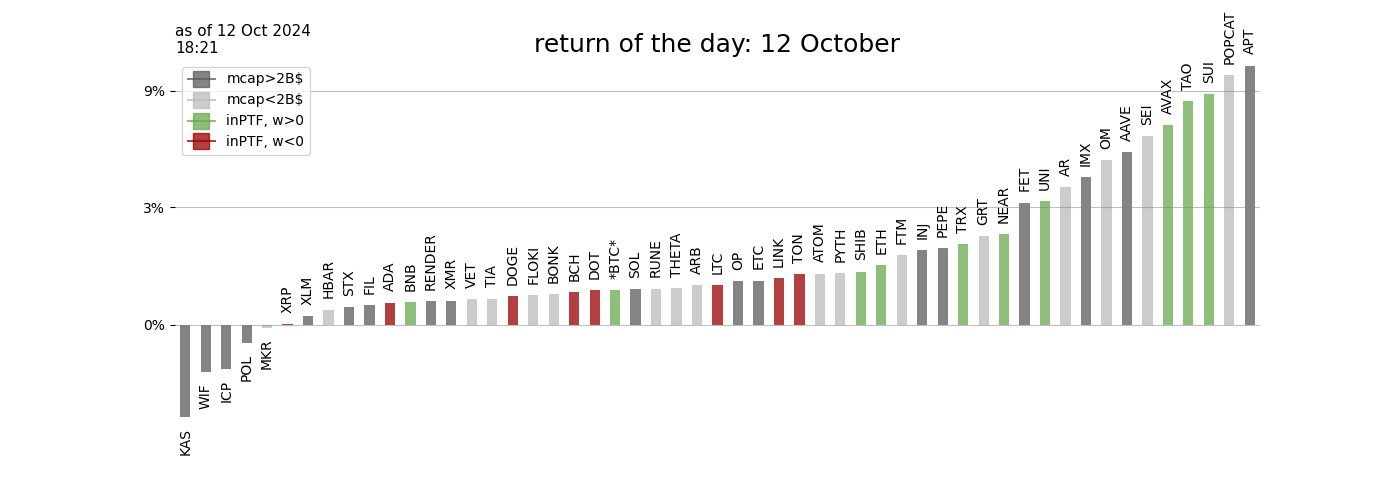 as of 12 Oct 2024
18:21
return of the day: 12 October
mcap>2B$
mcap<2B$
inPTF, w>0
inPTF, w<0
9%
3%
0%
KAS
WIF
ICP
POL
MKR
XRP
XLM
HBAR
STX
FIL
ADA
BNB
RENDER
XMR
VET
TIA
DOGE
FLOKI
BONK
BCH
DOT
*BTC*
SOL
RUNE
THETA
ARB
LTC
OP
ETC
LINK
TON
ATOM
PYTH
SHIB
ETH
FTM
INJ
PEPE
TRX
GRT
NEAR
FET
UNI
AR
IMX
OM
AAVE
SEI
AVAX
TAO
SUI
POPCAT
APT